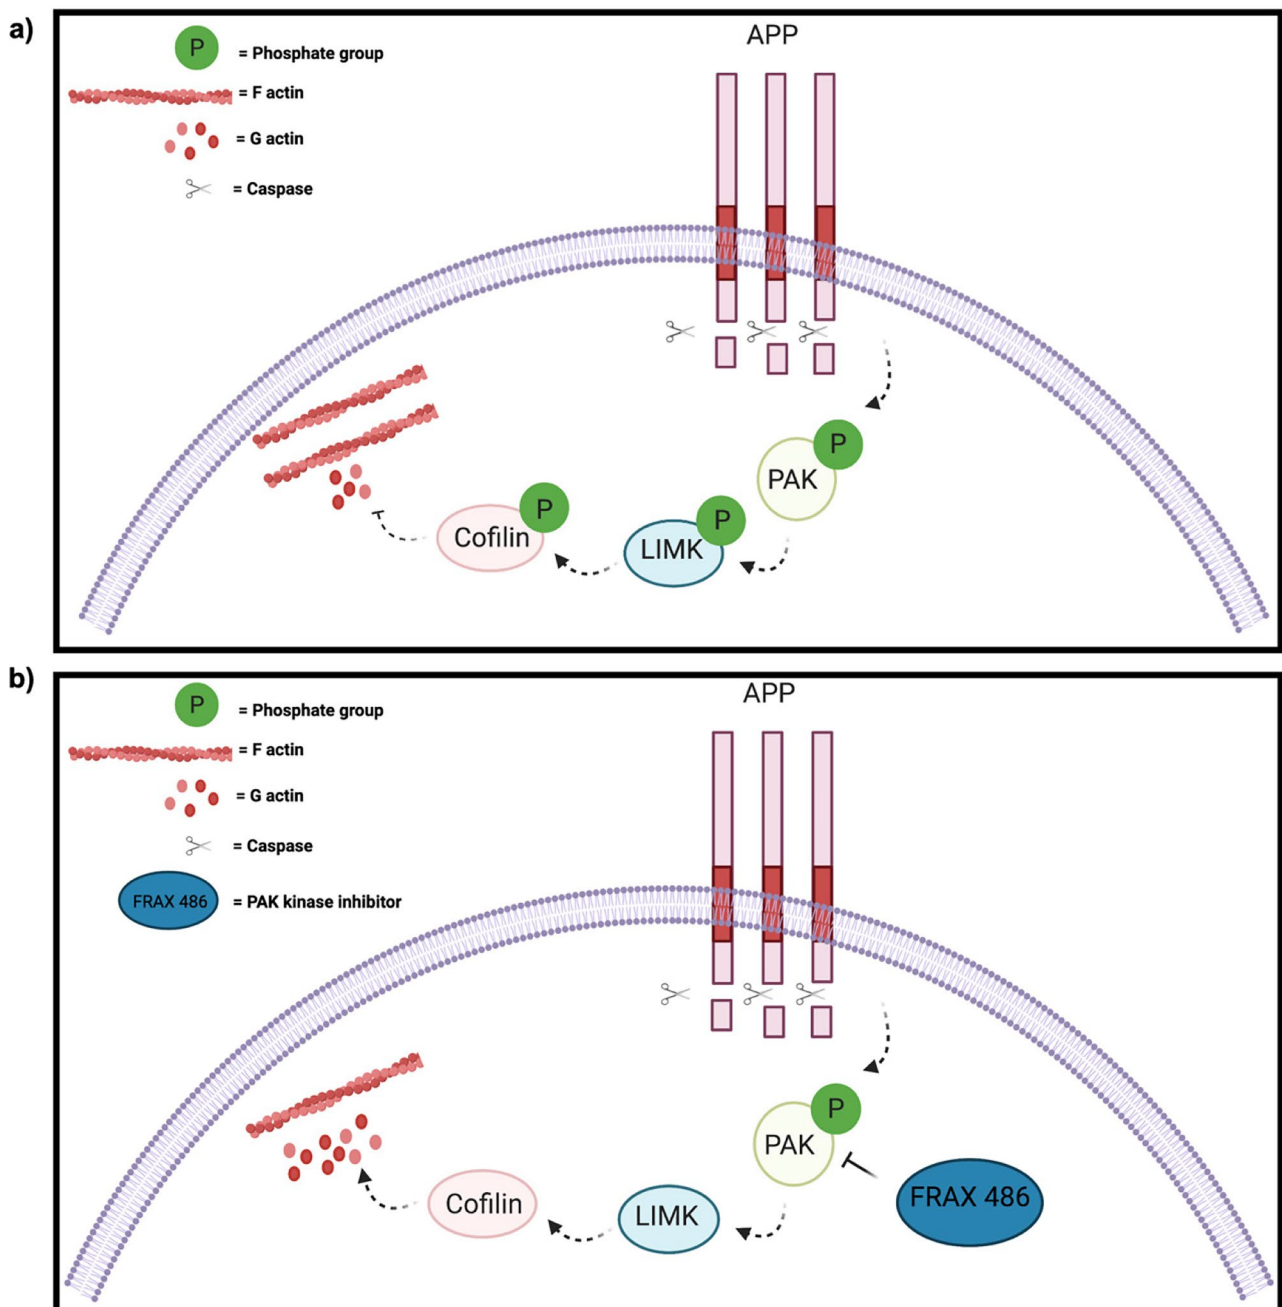 a)
APP
P = Phosphate group
= F actin
= G actin
= Caspase
P
PAK
P
LIMK
P
Cofilin
b)
APP
P = Phosphate group
= F actin
= G actin
= Caspase
FRAX 486 = PAK kinase inhibitor
P
PAK
FRAX 486
LIMK
Cofilin